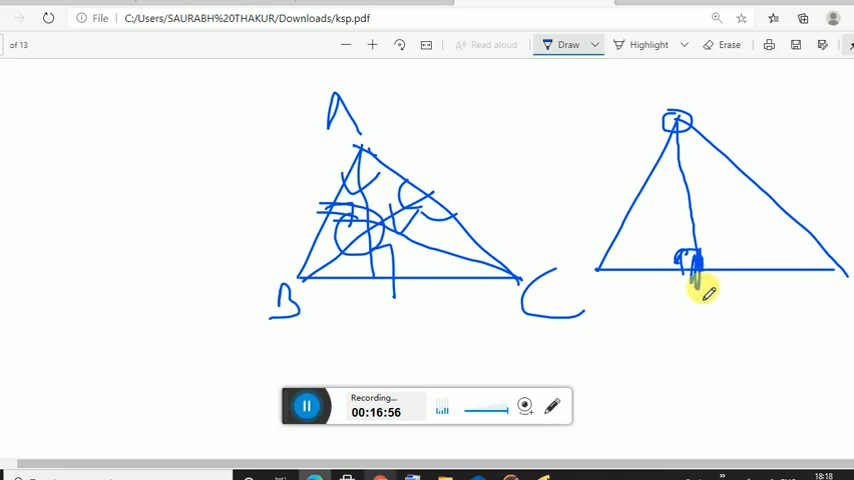 File
C:/Users/SAURABH%20THAKUR/Downloads/ksp.pdf
of 13
Read aloud
Draw
Highlight
Erase
A
B
C
Recording...
00:16:56
18:18